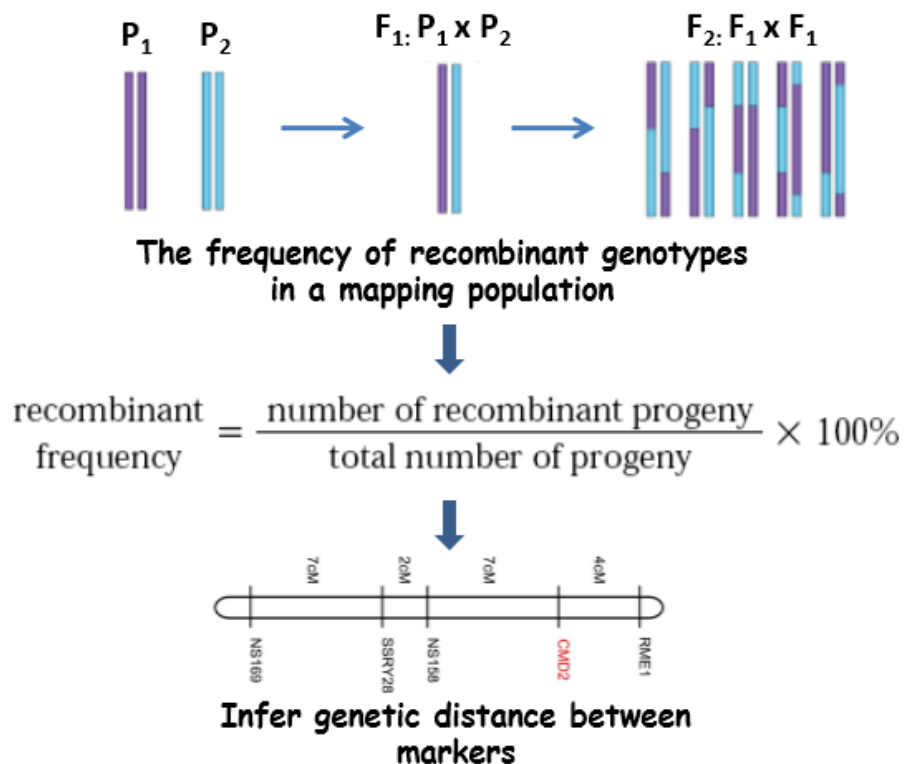 P1 P2 F1: P1 x P2 F2: F1 x F1
The frequency of recombinant genotypes
in a mapping population
recombinant frequency = number of recombinant progeny / total number of progeny × 100%
7cM 2cM 7cM 4cM
NS169 SSRY28 NS158 CMD2 RME1
Infer genetic distance between
markers